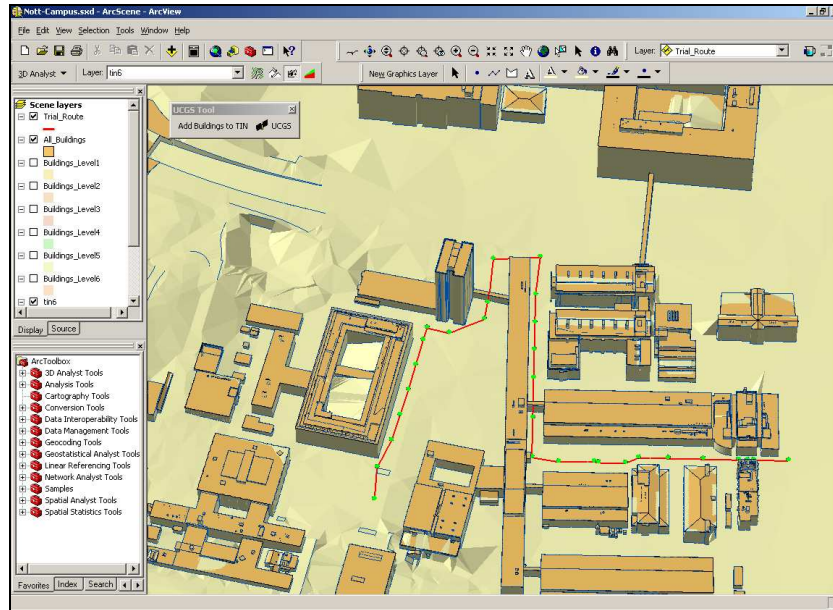 Nott-Campus.sxd - ArcScene - ArcView
File Edit View Selection Tools Window Help
Layer: Trial_Route
3D Analyst Layer: tin6
New Graphics Layer
Scene layers
Trial_Route
All_Buildings
Buildings_Level1
Buildings_Level2
Buildings_Level3
Buildings_Level4
Buildings_Level5
Buildings_Level6
tin6
Display Source
UCGS Tool
Add Buildings to TIN UCGS
ArcToolbox
3D Analyst Tools
Analysis Tools
Cartography Tools
Conversion Tools
Data Interoperability Tools
Data Management Tools
Geocoding Tools
Geostatistical Analyst Tools
Linear Referencing Tools
Network Analyst Tools
Samples
Spatial Analyst Tools
Spatial Statistics Tools
Favorites Index Search